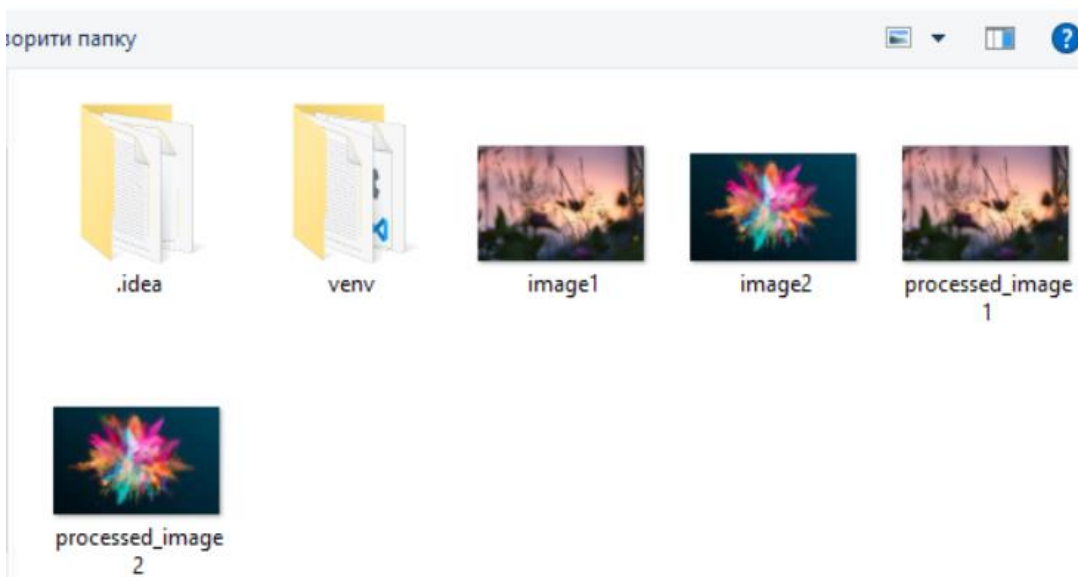 ворити папку
?
.idea
venv
image1
image2
processed_image
1
processed_image
2